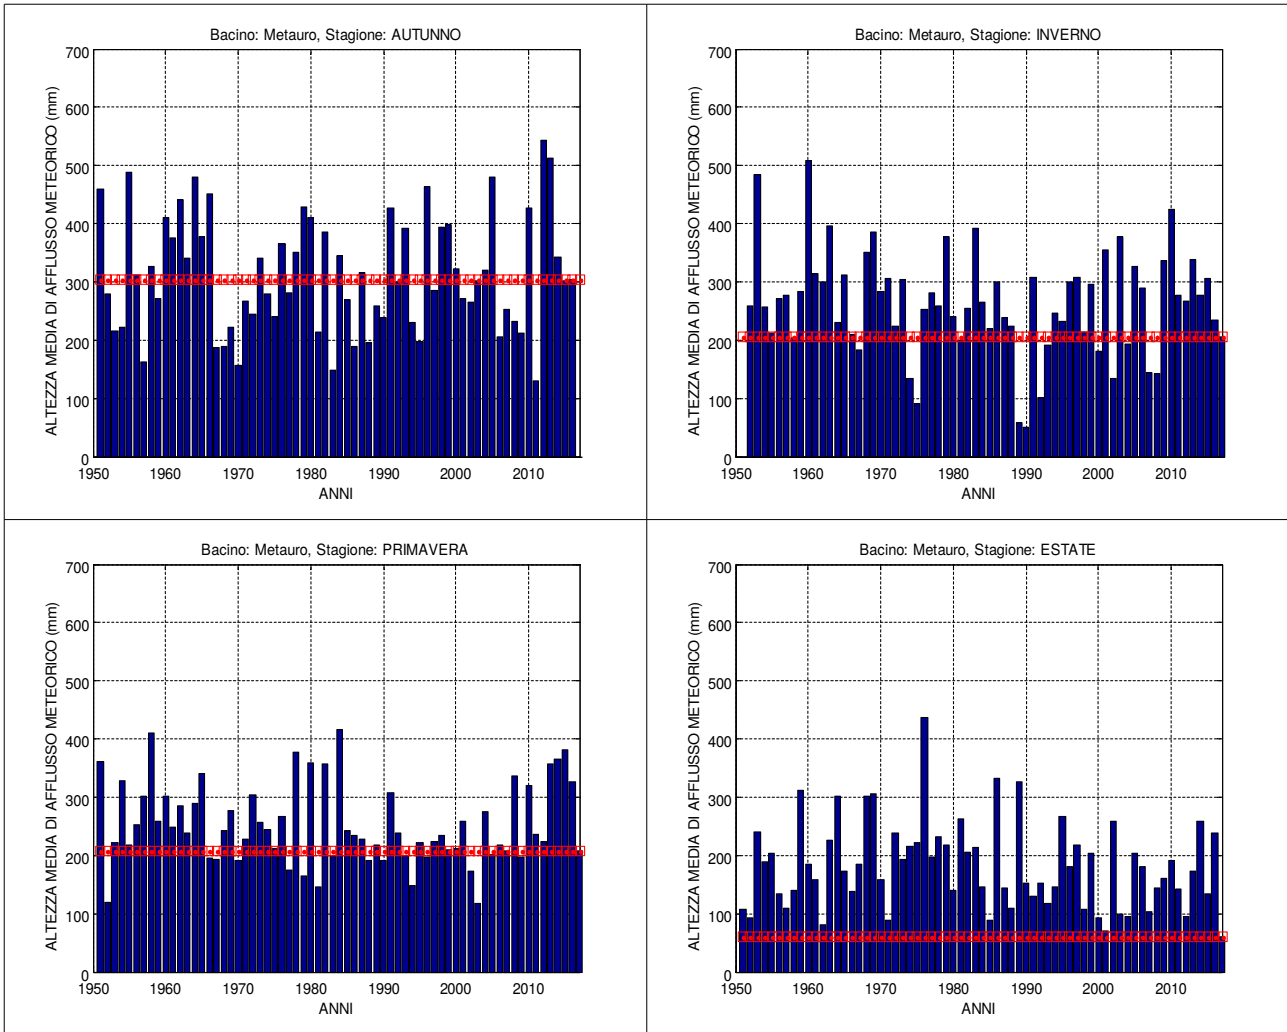 Bacino: Metauro, Stagione: AUTUNNO
ALTEZZA MEDIA DI AFFLUSSO METEORICO (mm)
700
600
500
400
300
200
100
0
1950 1960 1970 1980 1990 2000 2010
ANNI
Bacino: Metauro, Stagione: INVERNO
ALTEZZA MEDIA DI AFFLUSSO METEORICO (mm)
700
600
500
400
300
200
100
0
1950 1960 1970 1980 1990 2000 2010
ANNI
Bacino: Metauro, Stagione: PRIMAVERA
ALTEZZA MEDIA DI AFFLUSSO METEORICO (mm)
700
600
500
400
300
200
100
0
1950 1960 1970 1980 1990 2000 2010
ANNI
Bacino: Metauro, Stagione: ESTATE
ALTEZZA MEDIA DI AFFLUSSO METEORICO (mm)
700
600
500
400
300
200
100
0
1950 1960 1970 1980 1990 2000 2010
ANNI